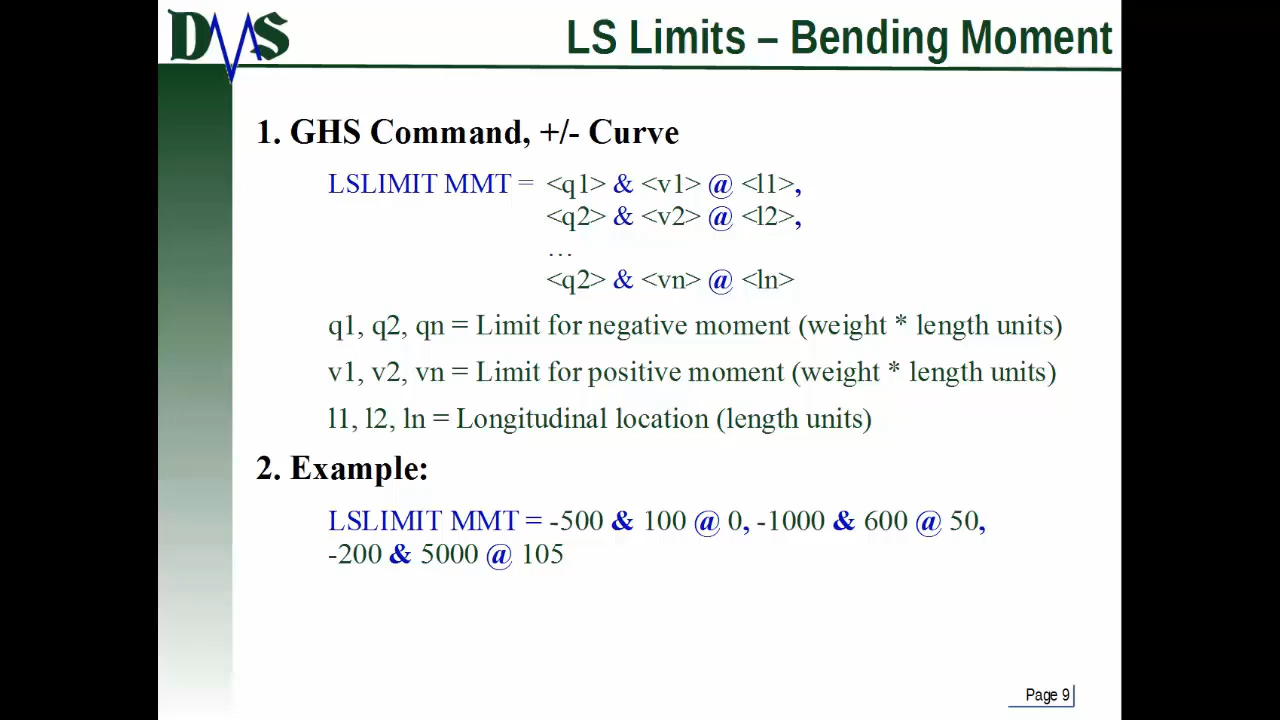 DMS
LS Limits – Bending Moment
1. GHS Command, +/- Curve
LSLIMIT MMT = <q1> & <v1> @ <l1>,
<q2> & <v2> @ <l2>,
…
<q2> & <vn> @ <ln>
q1, q2, qn = Limit for negative moment (weight * length units)
v1, v2, vn = Limit for positive moment (weight * length units)
l1, l2, ln = Longitudinal location (length units)
2. Example:
LSLIMIT MMT = -500 & 100 @ 0, -1000 & 600 @ 50,
-200 & 5000 @ 105
Page 9